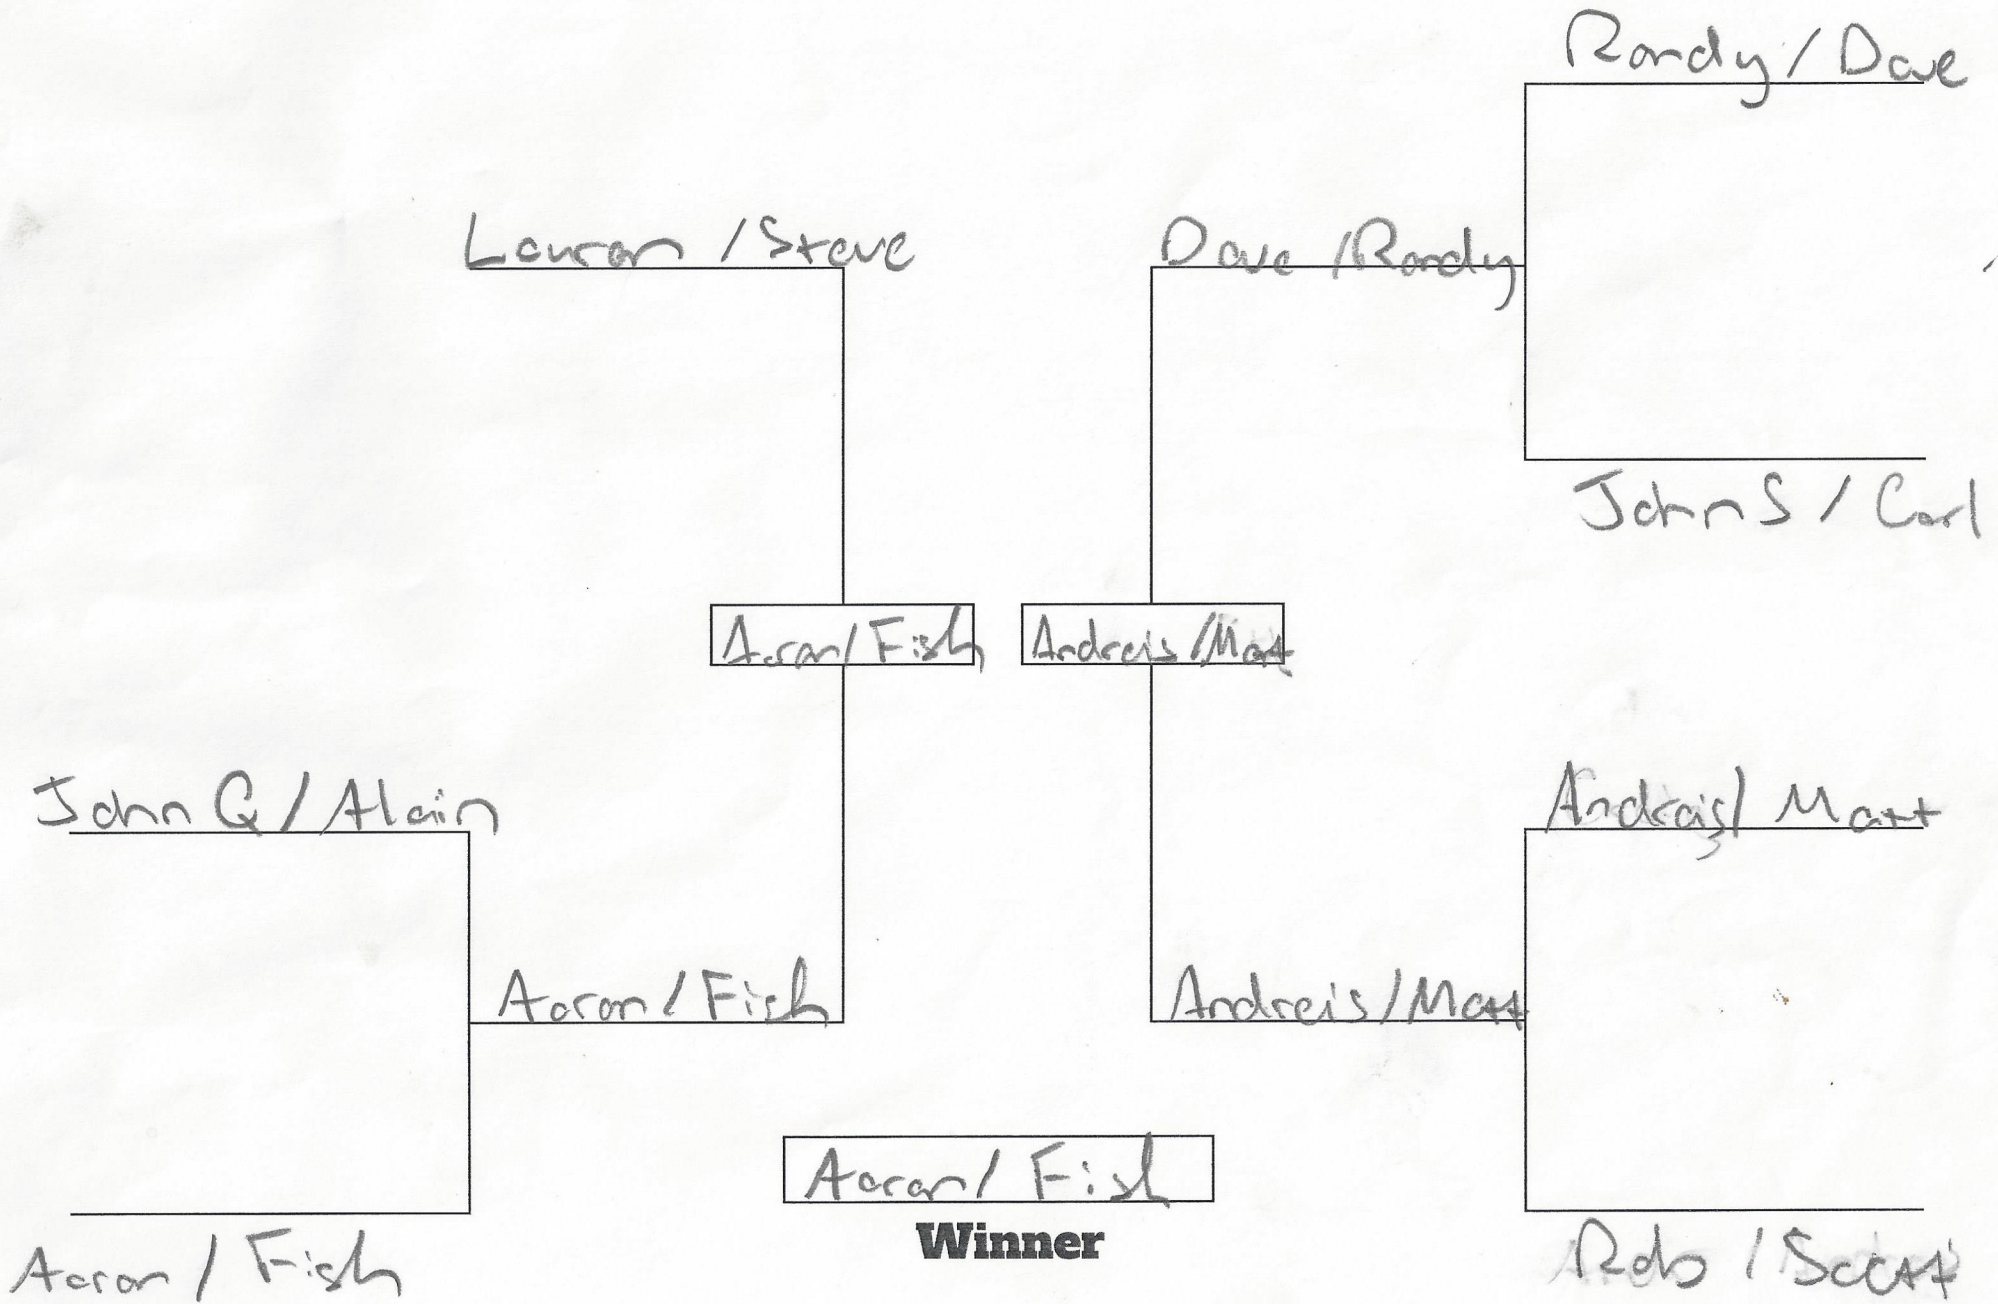 Randy / Dave
Lauran / Steve
Dave / Randy
John S / Carl
Aaron / Fish
Andreis / Matt
John Q / Alain
Andreis / Matt
Aaron / Fish
Andreis / Matt
Aaron / Fish
Winner
Aaron / Fish
Rob / Scott